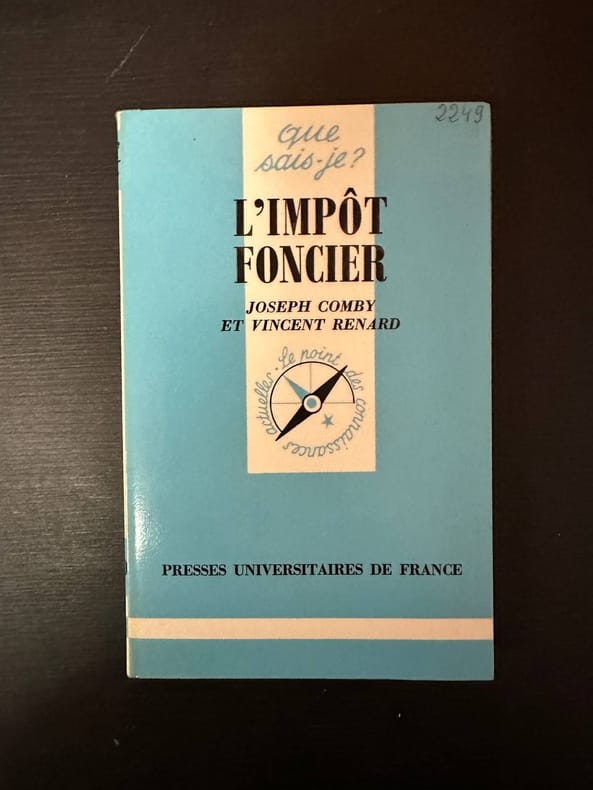 2249
que
sais-je?
L'IMPÔT
FONCIER
JOSEPH COMBY
ET VINCENT RENARD
Le point des connaissances actuelles.
PRESSES UNIVERSITAIRES DE FRANCE